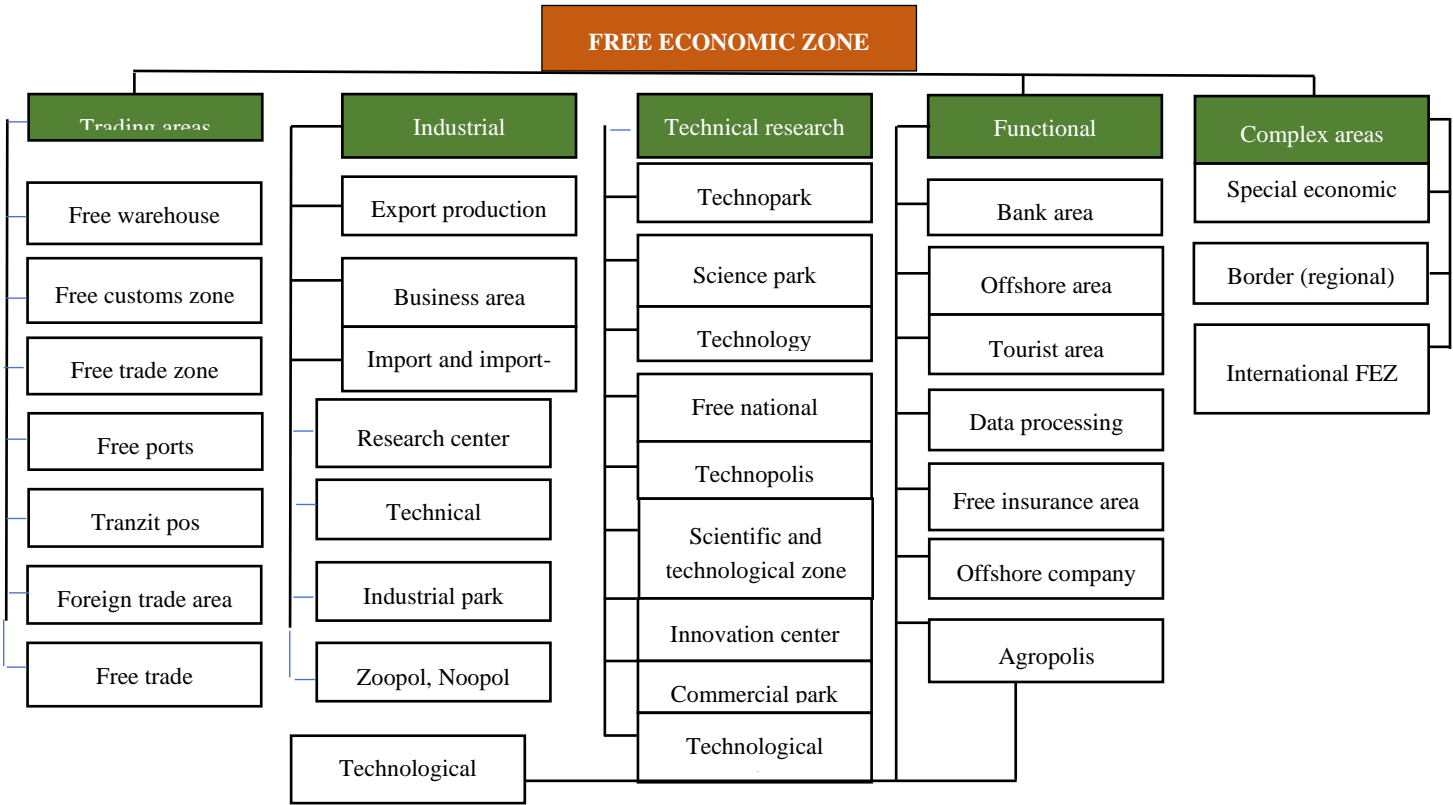 FREE ECONOMIC ZONE
Trading areas
Free warehouse
Free customs zone
Free trade zone
Free ports
Tranzit pos
Foreign trade area
Free trade
Industrial
Export production
Business area
Import and import-
Research center
Technical
Industrial park
Zoopol, Noopol
Technological
Technical research
Technopark
Science park
Technology
Free national
Technopolis
Scientific and
technological zone
Innovation center
Commercial park
Technological
Functional
Bank area
Offshore area
Tourist area
Data processing
Free insurance area
Offshore company
Agropolis
Complex areas
Special economic
Border (regional)
International FEZ